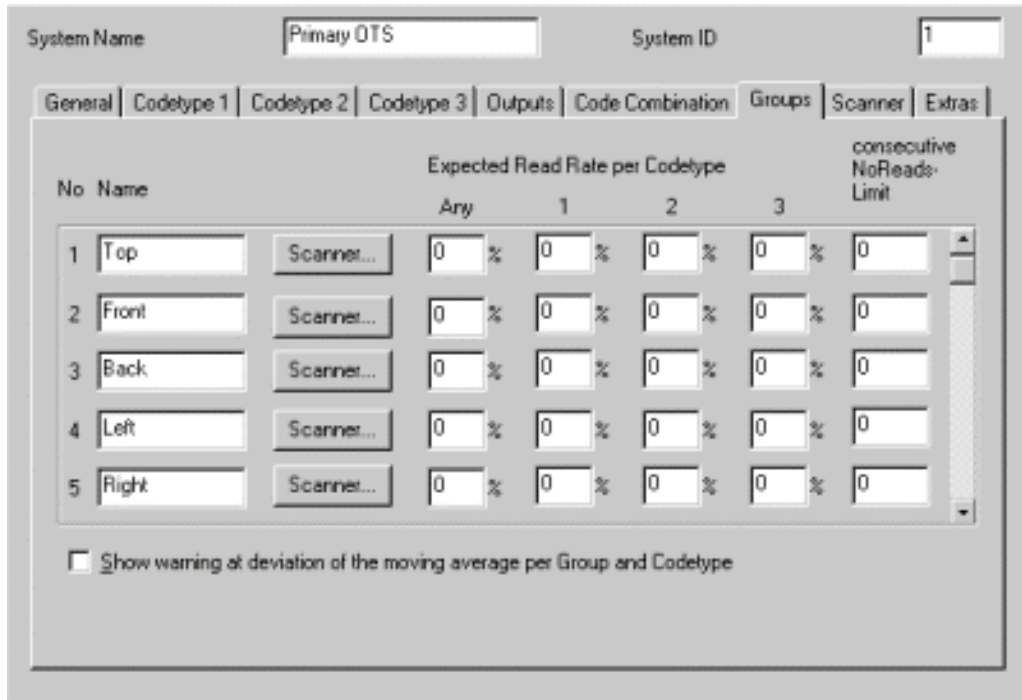 System Name Primary OTS System ID 1
General Codetype 1 Codetype 2 Codetype 3 Outputs Code Combination Groups Scanner Extras
consecutive
Expected Read Rate per Codetype NoReads-
No Name Limit
Any 1 2 3
1 Top Scanner... 0 % 0 % 0 % 0 % 0
2 Front Scanner... 0 % 0 % 0 % 0 % 0
3 Back Scanner... 0 % 0 % 0 % 0 % 0
4 Left Scanner... 0 % 0 % 0 % 0 % 0
5 Right Scanner... 0 % 0 % 0 % 0 % 0
Show warning at deviation of the moving average per Group and Codetype